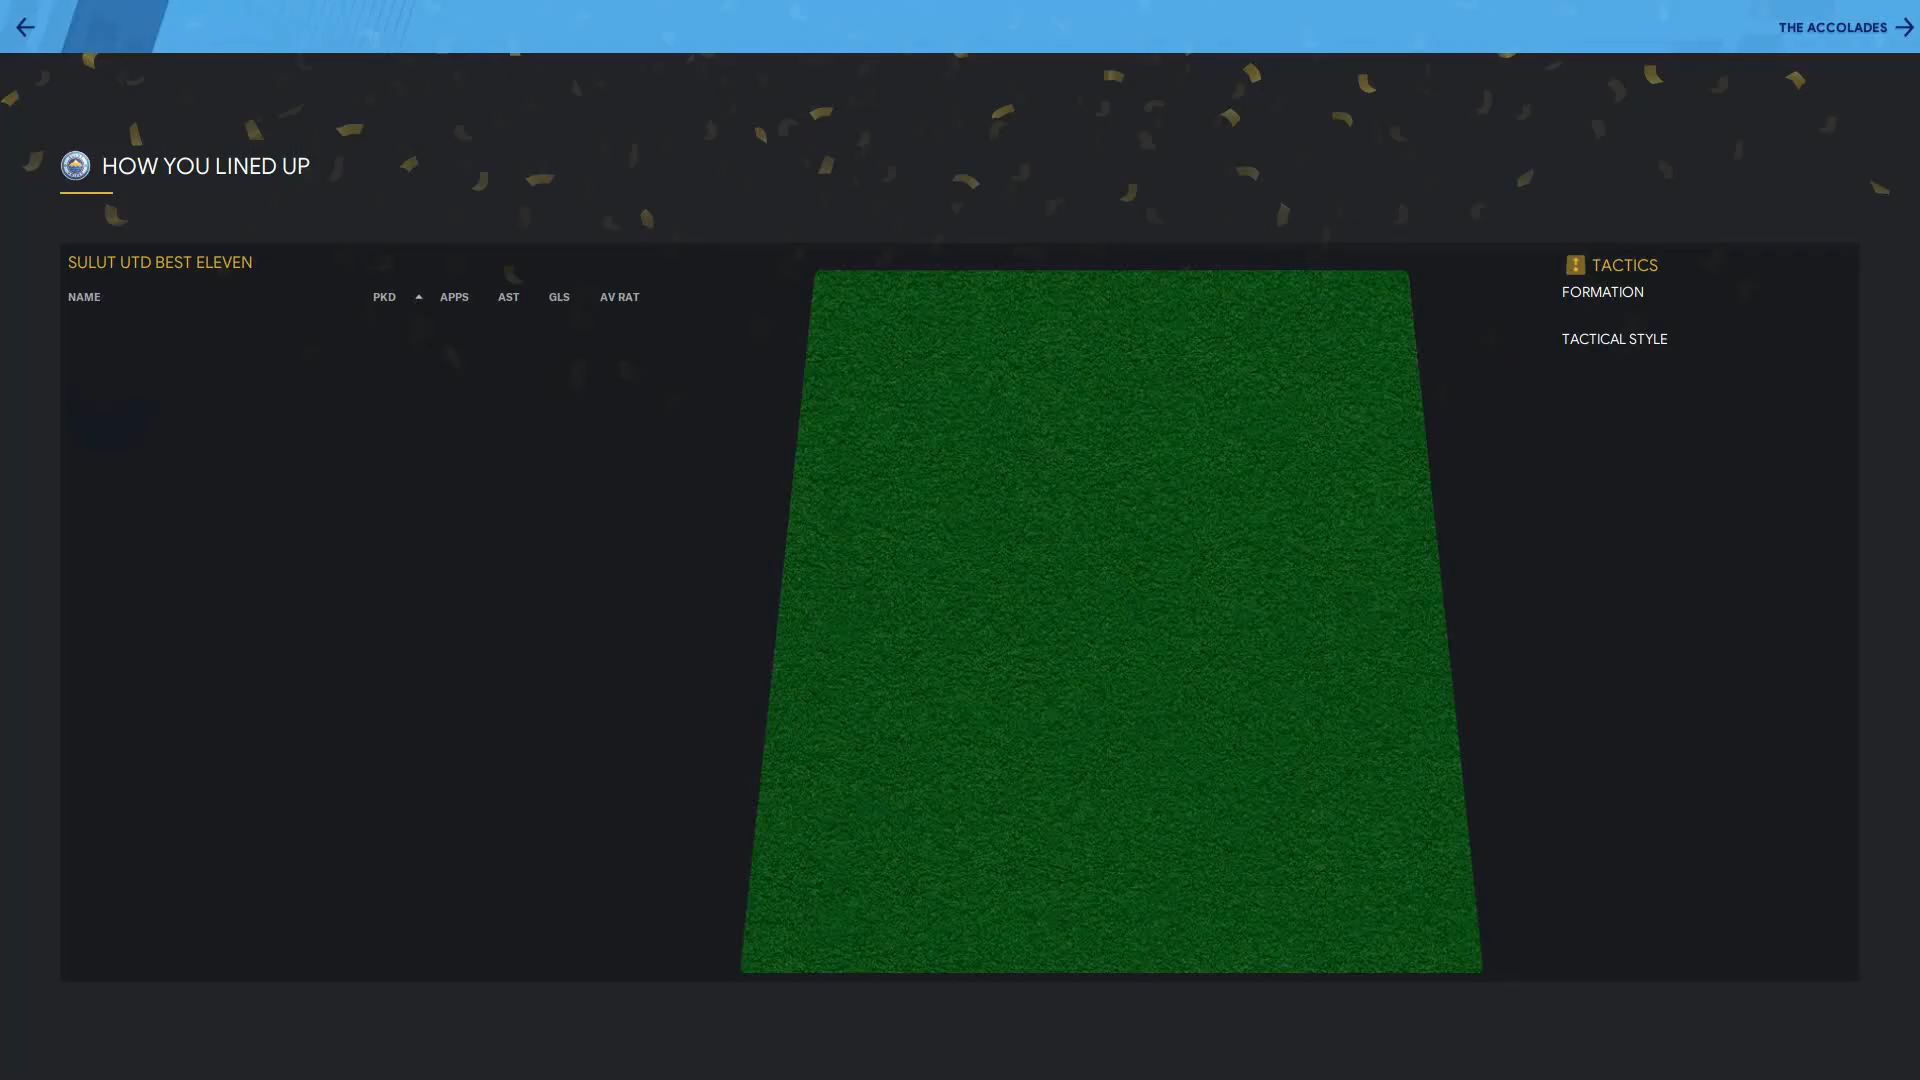 THE ACCOLADES
HOW YOU LINED UP
SULUT UTD BEST ELEVEN
NAME PKD APPS AST GLS AV RAT
TACTICS
FORMATION
TACTICAL STYLE